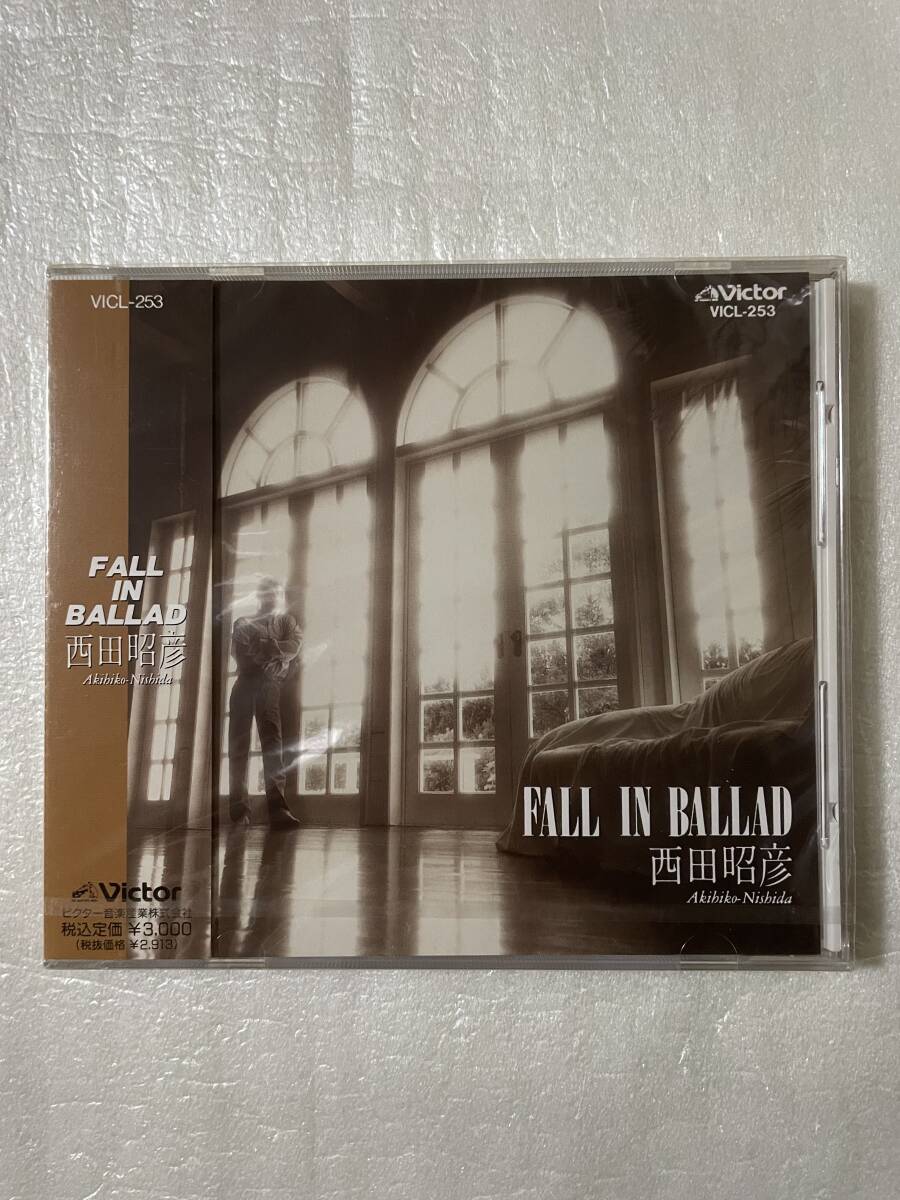 VICL-253
FALL
IN
BALLAD
西田昭彦
Akihiko-Nishida
Victor
ビクター音楽産業株式会社
税込定価 ¥3,000
(税抜価格 ¥2,913)
Victor
VICL-253
FALL IN BALLAD
西田昭彦
Akihiko-Nishida